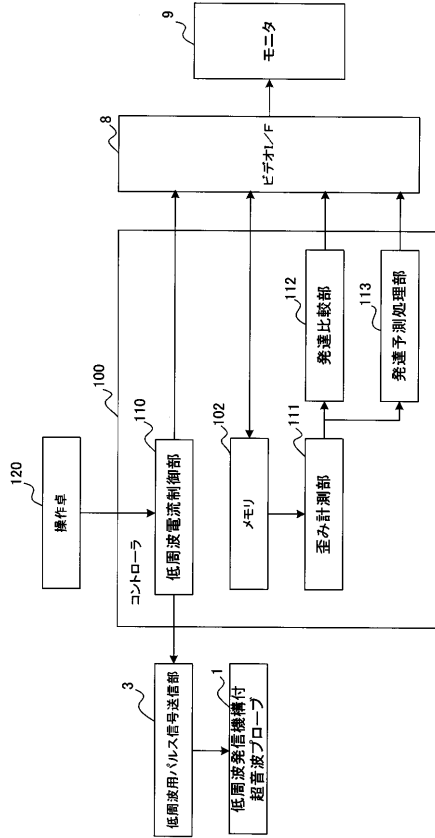 120
操作卓
100
コントローラ
110
低周波電流制御部
3
低周波用パルス信号送信部
1
低周波発信機構付
超音波プローブ
102
メモリ
111
歪み計測部
112
発達比較部
113
発達予測処理部
8
ビデオI/F
9
モニタ